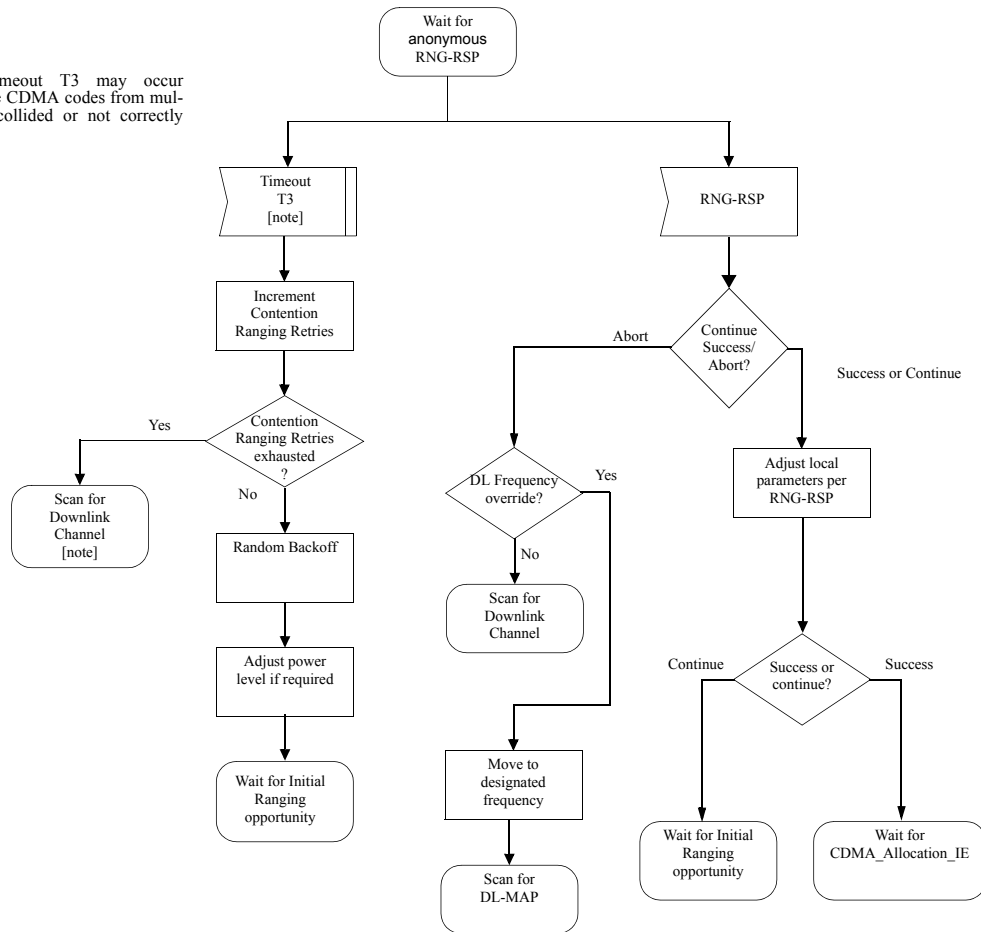 Wait for
anonymous
RNG-RSP
meout T3 may occur
CDMA codes from mul-
collided or not correctly
Timeout
T3
[note]
RNG-RSP
Increment
Contention
Ranging Retries
Continue
Success/
Abort?
Abort
Success or Continue
Contention
Ranging Retries
exhausted
?
Yes
No
Scan for
Downlink
Channel
[note]
DL Frequency
override?
Yes
No
Adjust local
parameters per
RNG-RSP
Random Backoff
Scan for
Downlink
Channel
Adjust power
level if required
Success or
continue?
Continue
Success
Wait for Initial
Ranging
opportunity
Move to
designated
frequency
Wait for Initial
Ranging
opportunity
Wait for
CDMA_Allocation_IE
Scan for
DL-MAP